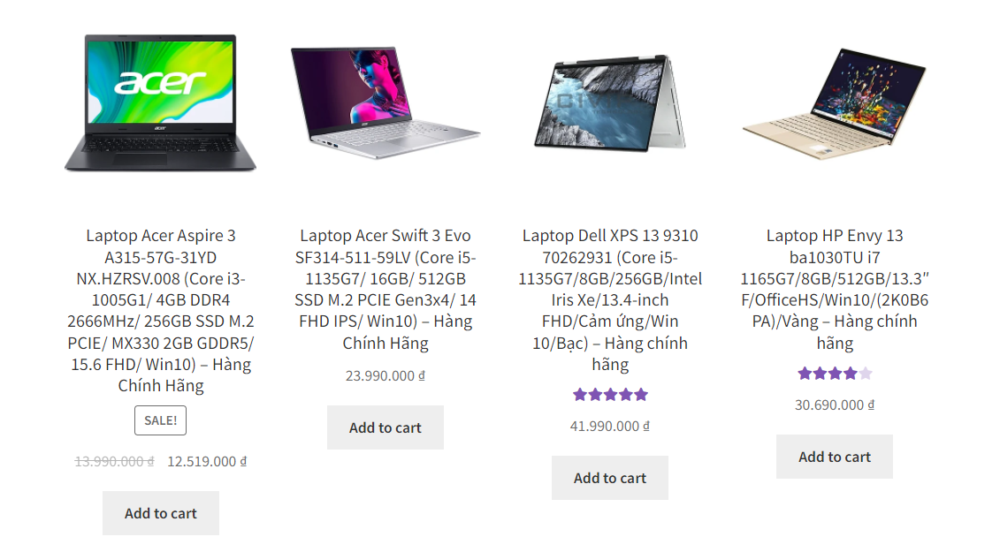 acer
acer
Laptop Acer Aspire 3
A315-57G-31YD
NX.HZRSV.008 (Core i3-
1005G1/ 4GB DDR4
2666MHz/ 256GB SSD M.2
PCIE/ MX330 2GB GDDR5/
15.6 FHD/ Win10) – Hàng
Chính Hãng
SALE!
13.990.000 ₫ 12.519.000 ₫
Add to cart
Laptop Acer Swift 3 Evo
SF314-511-59LV (Core i5-
1135G7/ 16GB/ 512GB
SSD M.2 PCIE Gen3x4/ 14
FHD IPS/ Win10) – Hàng
Chính Hãng
23.990.000 ₫
Add to cart
Laptop Dell XPS 13 9310
70262931 (Core i5-
1135G7/8GB/256GB/Intel
Iris Xe/13.4-inch
FHD/Cảm ứng/Win
10/Bạc) – Hàng chính
hãng
41.990.000 ₫
Add to cart
Laptop HP Envy 13
ba1030TU i7
1165G7/8GB/512GB/13.3″
F/OfficeHS/Win10/(2K0B6
PA)/Vàng – Hàng chính
hãng
30.690.000 ₫
Add to cart